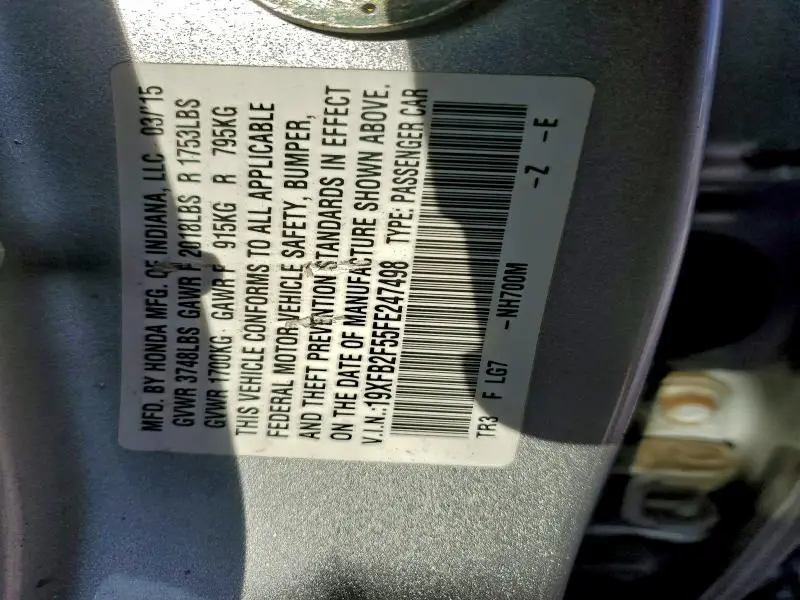 MFD. BY HONDA MFG. OF INDIANA, LLC 03/'15
GVWR 3748LBS GAWR F 2018LBS R 1753LBS
GVWR 1700KG GAWR F 915KG R 795KG
THIS VEHICLE CONFORMS TO ALL APPLICABLE
FEDERAL MOTOR VEHICLE SAFETY, BUMPER,
AND THEFT PREVENTION STANDARDS IN EFFECT
ON THE DATE OF MANUFACTURE SHOWN ABOVE.
V.I.N.:19XFB2F55FE247498 TYPE: PASSENGER CAR
TR3 F LG7 -NH700M -Z -E